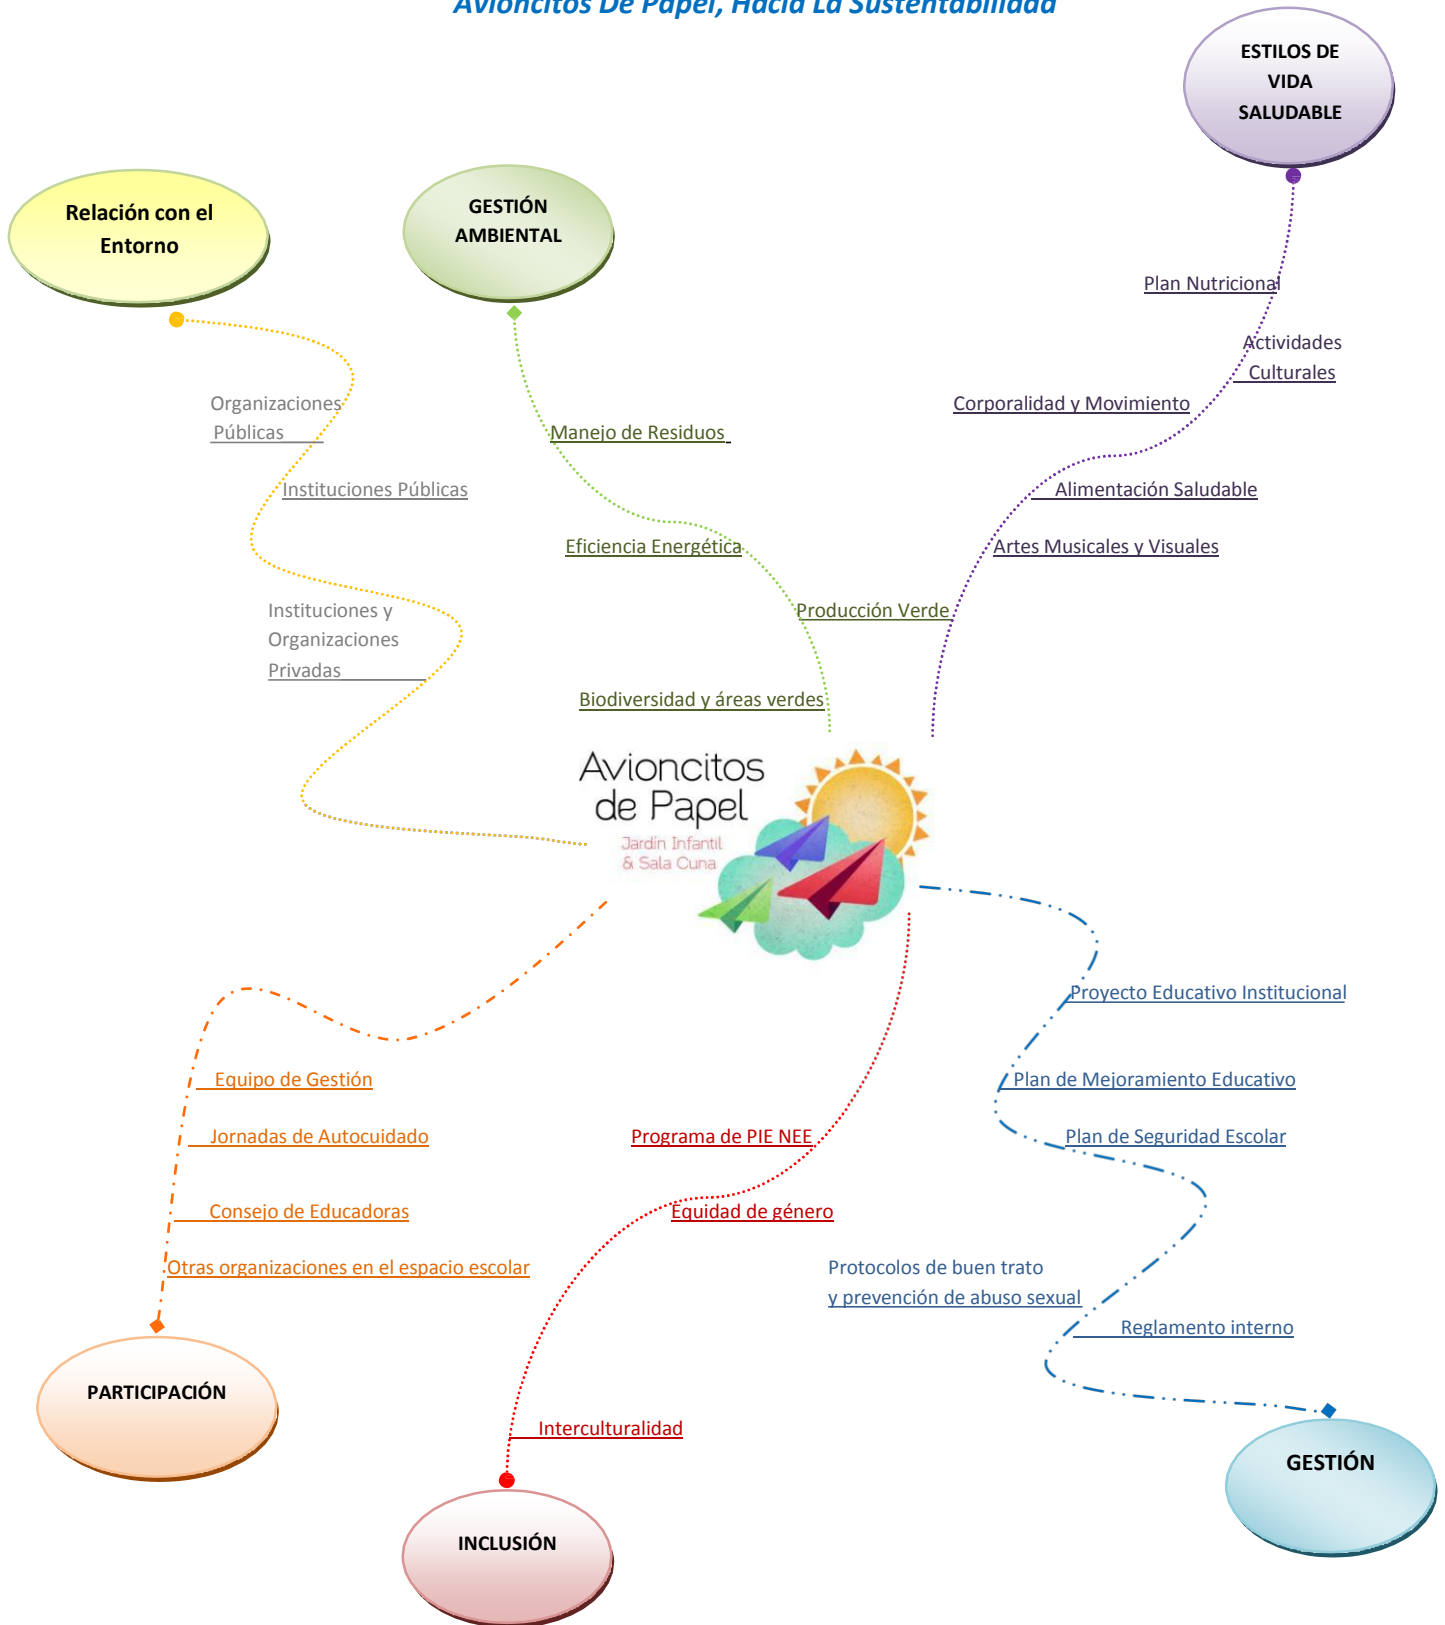 Avioncitos De Papel, Hacia La Sustentabilidad
ESTILOS DE
VIDA
SALUDABLE
Relación con el
Entorno
GESTIÓN
AMBIENTAL
Plan Nutricional
Actividades
Culturales
Corporalidad y Movimiento
Alimentación Saludable
Artes Musicales y Visuales
Organizaciones
Públicas
Instituciones Públicas
Instituciones y
Organizaciones
Privadas
Manejo de Residuos
Eficiencia Energética
Producción Verde
Biodiversidad y áreas verdes
Avioncitos
de Papel
Jardín Infantil
& Sala Cuna
Equipo de Gestión
Jornadas de Autocuidado
Consejo de Educadoras
Otras organizaciones en el espacio escolar
PARTICIPACIÓN
Programa de PIE NEE
Equidad de género
Interculturalidad
INCLUSIÓN
Proyecto Educativo Institucional
Plan de Mejoramiento Educativo
Plan de Seguridad Escolar
Protocolos de buen trato
y prevención de abuso sexual
Reglamento interno
GESTIÓN